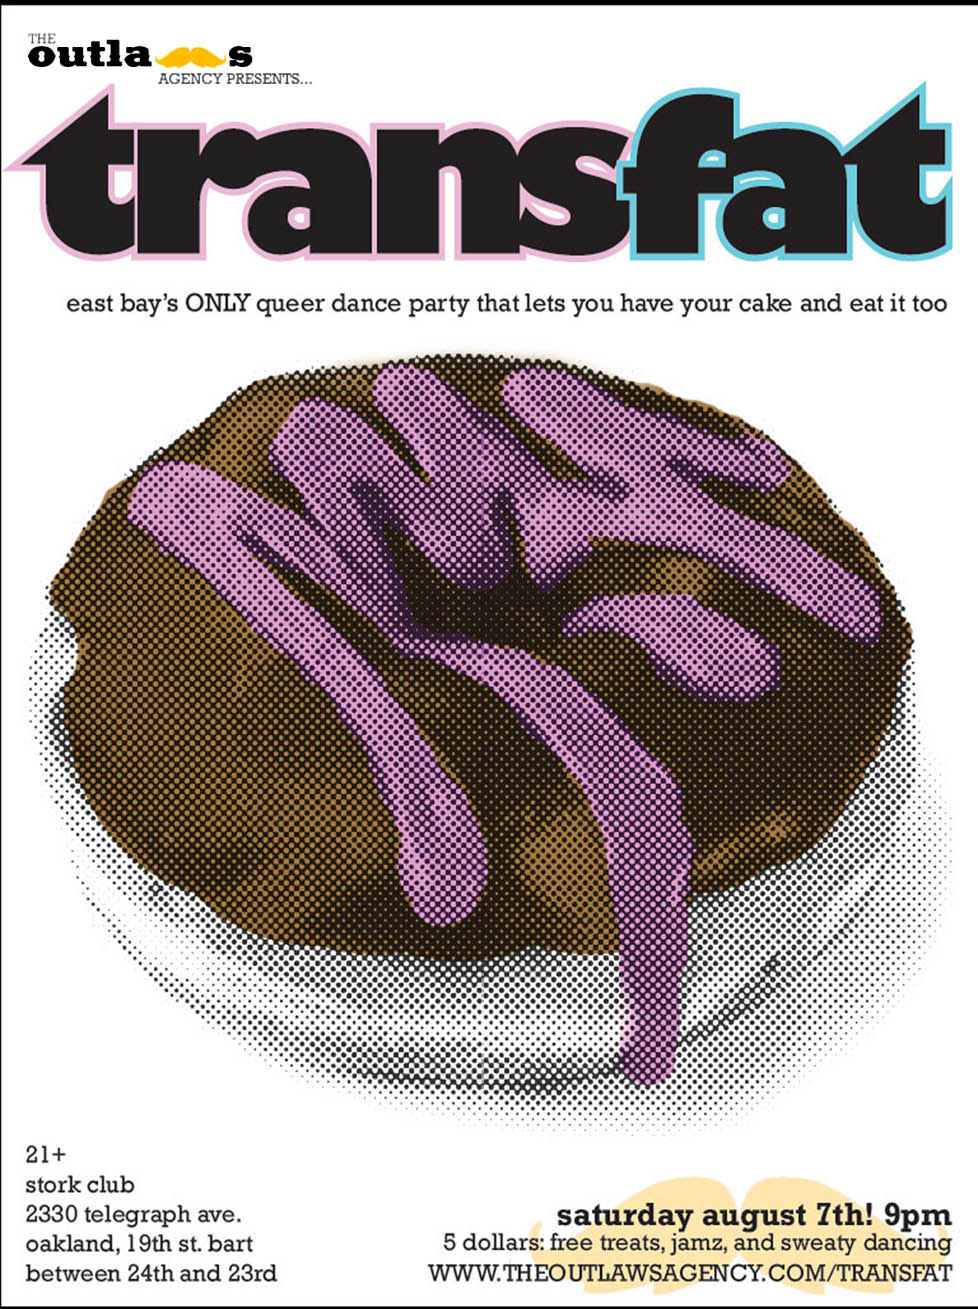 THE
outlaws
AGENCY PRESENTS...
transfat
east bay's ONLY queer dance party that lets you have your cake and eat it too
21+
stork club
2330 telegraph ave.
oakland, 19th st. bart
between 24th and 23rd
saturday august 7th! 9pm
5 dollars: free treats, jamz, and sweaty dancing
WWW.THEOUTLAWSAGENCY.COM/TRANSFAT